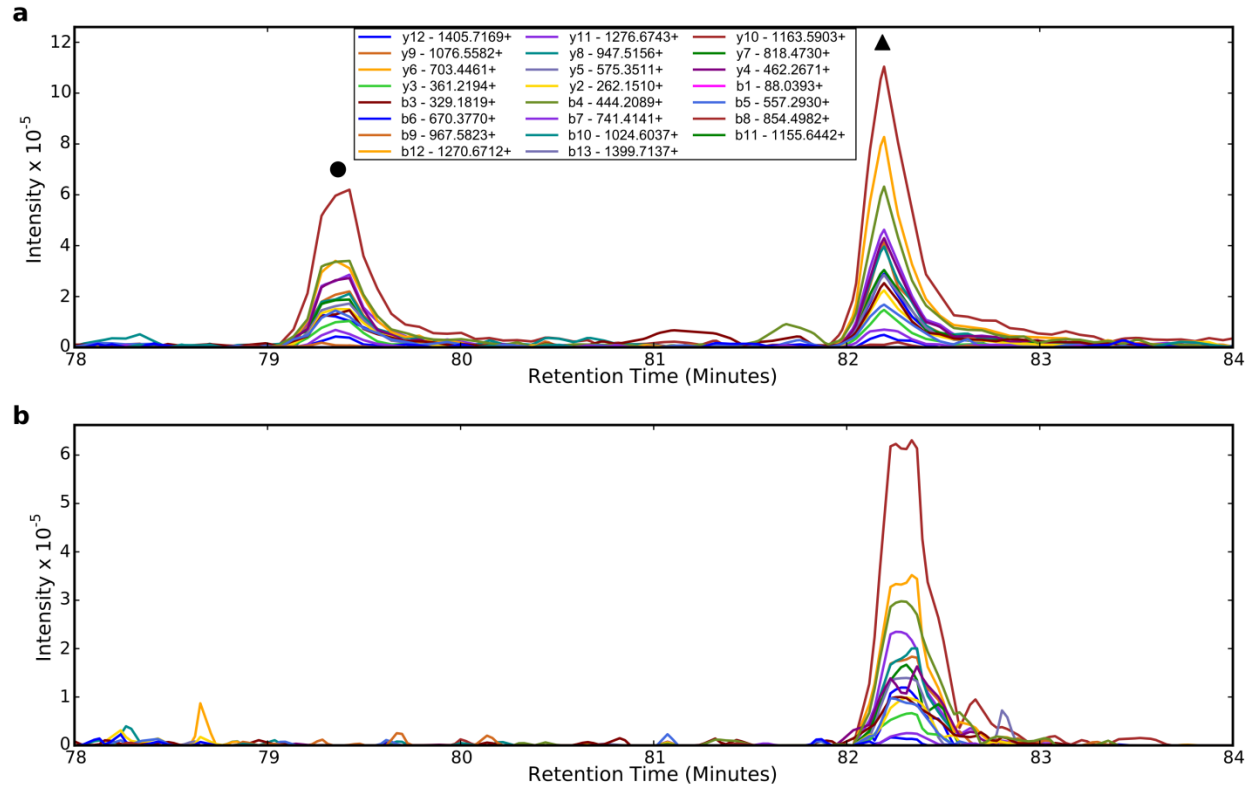 a
y12 - 1405.7169+ y11 - 1276.6743+ y10 - 1163.5903+
y9 - 1076.5582+ y8 - 947.5156+ y7 - 818.4730+
y6 - 703.4461+ y5 - 575.3511+ y4 - 462.2671+
y3 - 361.2194+ y2 - 262.1510+ b1 - 88.0393+
b3 - 329.1819+ b4 - 444.2089+ b5 - 557.2930+
b6 - 670.3770+ b7 - 741.4141+ b8 - 854.4982+
b9 - 967.5823+ b10 - 1024.6037+ b11 - 1155.6442+
b12 - 1270.6712+ b13 - 1399.7137+
12
10
8
6
4
2
0
Intensity x 10⁻⁵
78 79 80 81 82 83 84
Retention Time (Minutes)
b
6
5
4
3
2
1
0
Intensity x 10⁻⁵
78 79 80 81 82 83 84
Retention Time (Minutes)